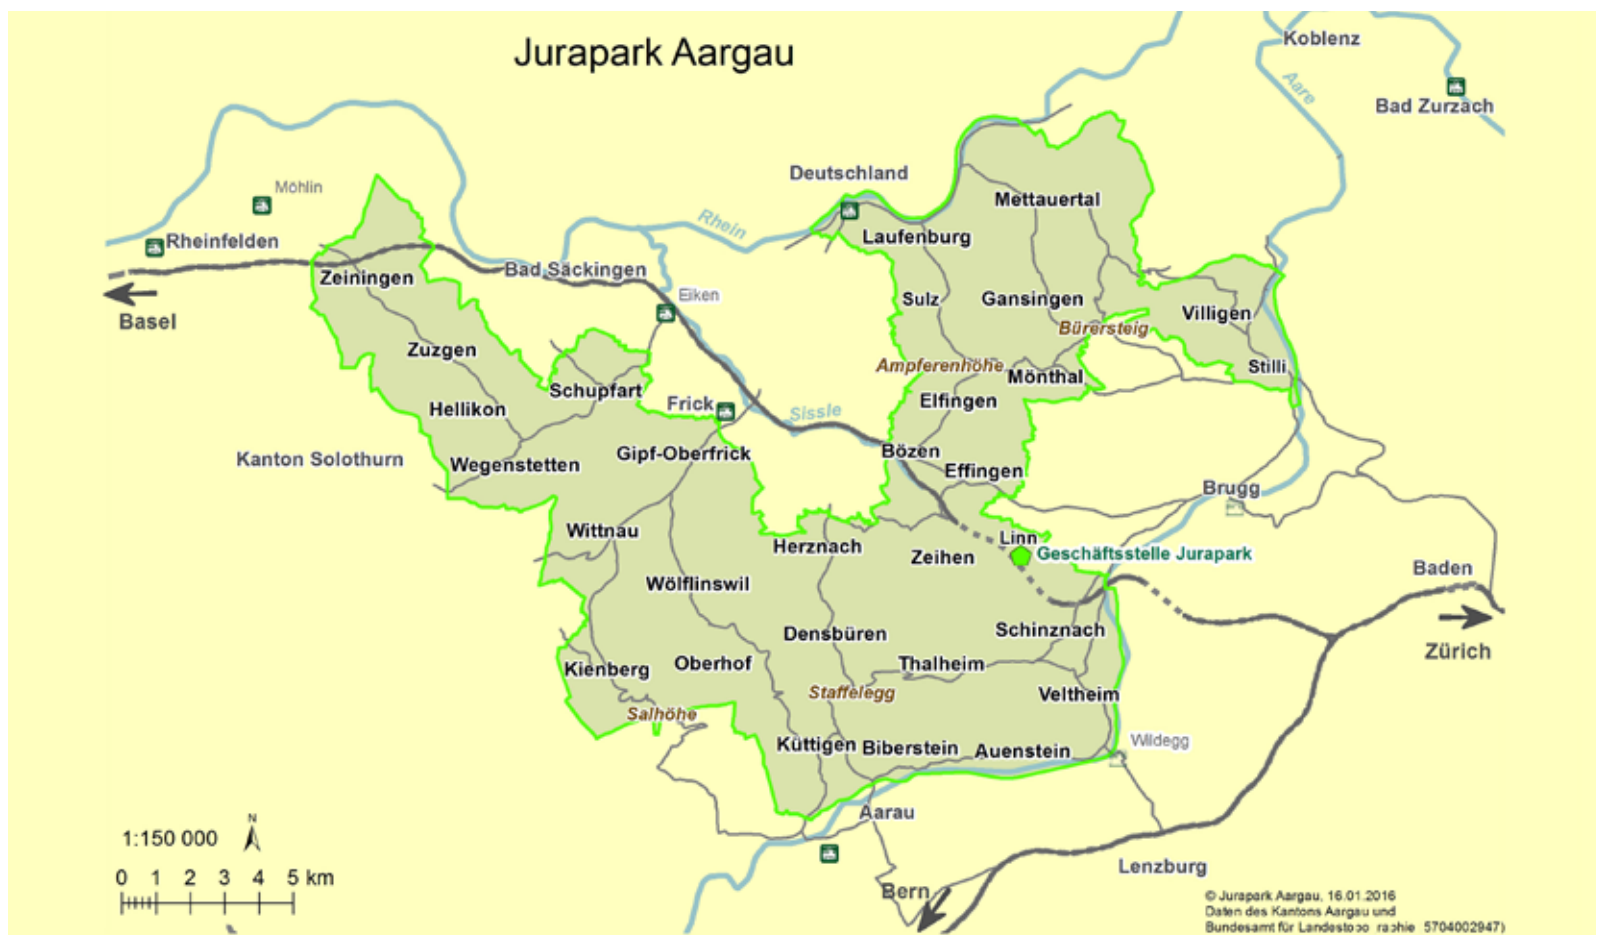 Jurapark Aargau
Koblenz
Aare
Bad Zurzach
Deutschland
Möhlin
Mettauertal
Rhein
Rheinfelden
Laufenburg
Zeiningen
Bad Säckingen
Eiken
Sulz
Gansingen
Villigen
Basel
Bürersteig
Zuzgen
Ampferenhöhe
Mönthal
Stilli
Schupfart
Frick
Elfingen
Hellikon
Sissle
Kanton Solothurn
Wegenstetten
Gipf-Oberfrick
Bözen
Effingen
Brugg
Wittnau
Herznach
Linn
Zeihen
Geschäftsstelle Jurapark
Baden
Wölflinswil
Densbüren
Schinznach
Zürich
Kienberg
Oberhof
Thalheim
Staffelegg
Veltheim
Salhöhe
Küttigen
Biberstein
Auenstein
Wildegg
Aarau
1:150 000
N
Lenzburg
0 1 2 3 4 5 km
Bern
© Jurapark Aargau, 16.01.2016
Daten des Kantons Aargau und
Bundesamt für 5704002947)